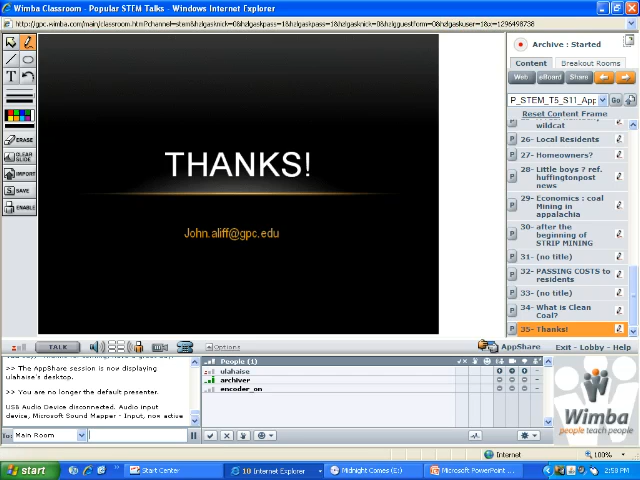 Wimba Classroom - Popular STEM Talks - Windows Internet Explorer
Archive : Started
Content
Breakout Rooms
Web
eBoard
Share
P_STEM_T5_S11_App
Go
Reset Content Frame
wildcat
26- Local Residents
27- Homeowners?
28- Little boys ? ref.
huffingtonpost
news
29- Economics : coal
Mining in
appalachia
30- after the
beginning of
STRIP MINING
31- (no title)
32- PASSING COSTS to
residents
33- (no title)
34- What is Clean
Coal?
35- Thanks!
ERASE
CLEAR
SLIDE
IMPORT
SAVE
ENABLE
THANKS!
John.aliff@gpc.edu
TALK
Options
AppShare
Exit - Lobby - Help
>> The AppShare session is now displaying
ulahaise's desktop.
>> You are no longer the default presenter.
USB Audio Device disconnected. Audio input
device, Microsoft Sound Mapper - Input, now active
To: Main Room
People (1)
ulahaise
archiver
encoder_on
Wimba
people teach people
Internet
100%
start
Start Center
10 Internet Explorer
Midnight Comes (E:)
Microsoft PowerPoint ...
2:58 PM